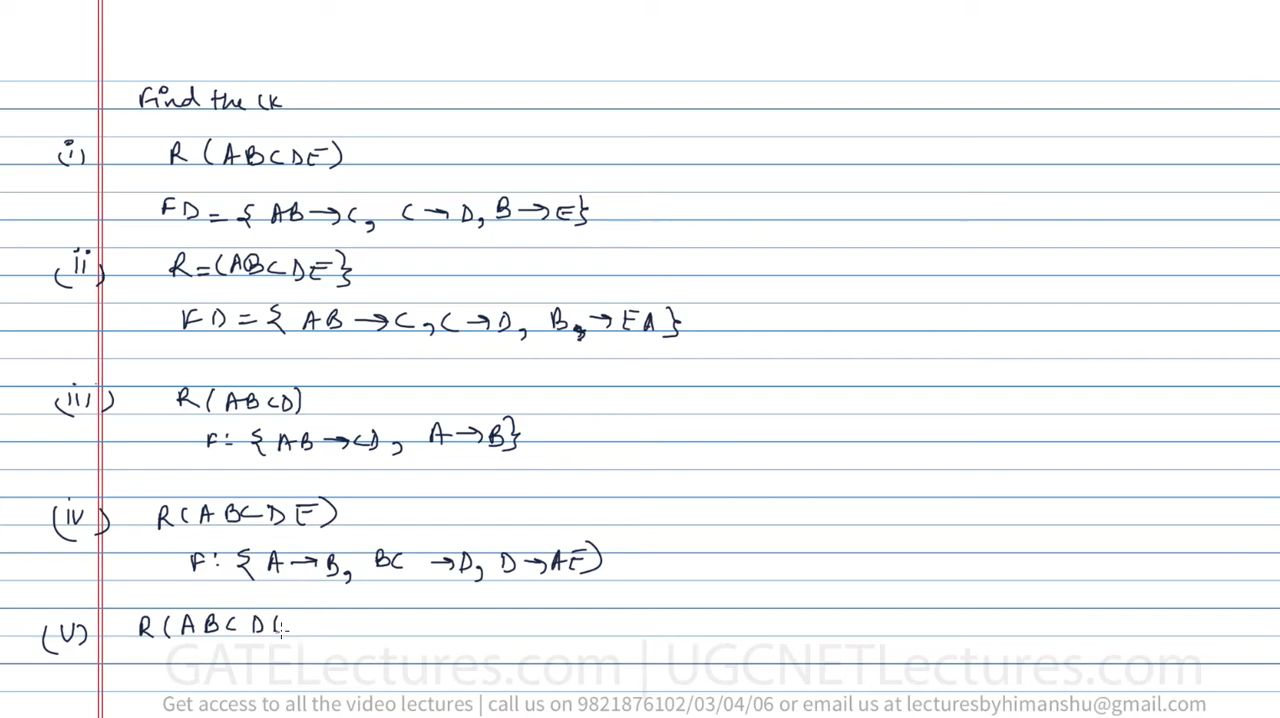 Find the CK
(i) R (ABCDE)
FD = { AB → C, C → D, B → E}
(ii) R = (ABCDE}
FD = { AB → C, C → D, B, → EA }
(iii) R (ABCD)
F: { AB → CD, A → B}
(iv) R (ABCDE)
F: { A → B, BC → D, D → AE)
(v) R ( A B C D (
GATELectures.com | UGCNETLectures.com
Get access to all the video lectures | call us on 9821876102/03/04/06 or email us at lecturesbyhimanshu@gmail.com